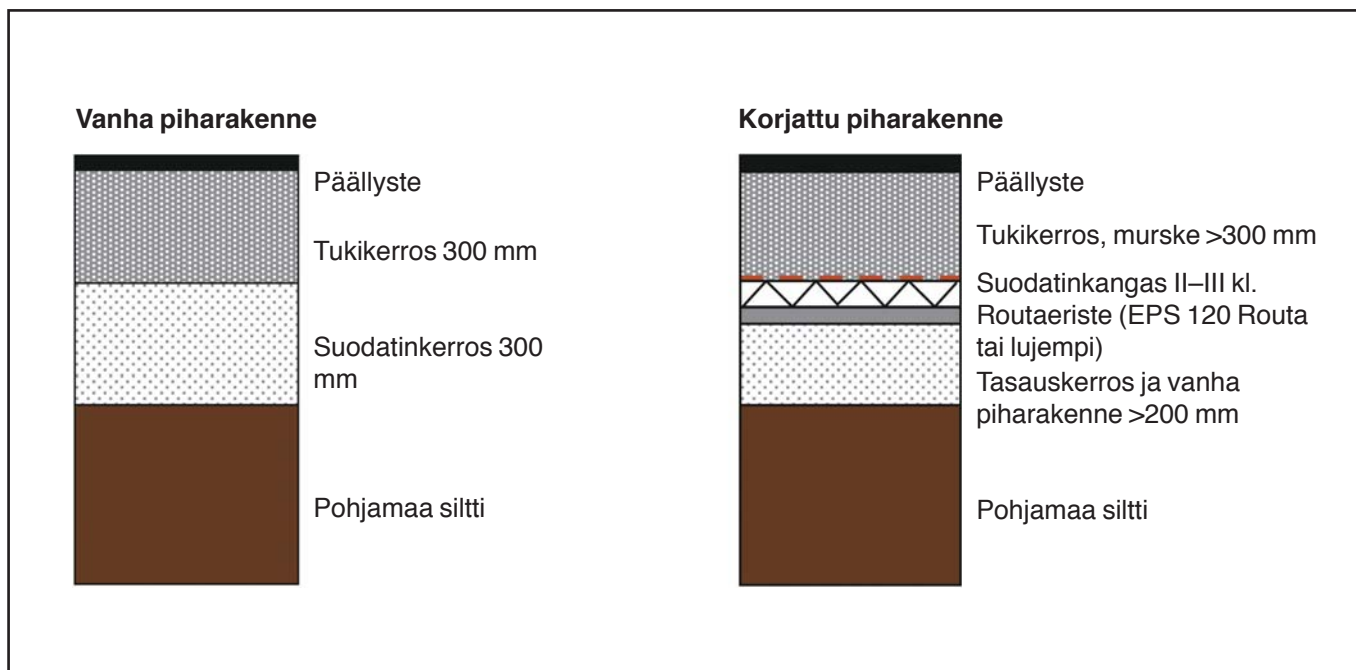 Vanha piharakenne
Päällyste
Tukikerros 300 mm
Suodatinkerros 300
mm
Pohjamaa siltti
Korjattu piharakenne
Päällyste
Tukikerros, murske >300 mm
Suodatinkangas II–III kl.
Routaeriste (EPS 120 Routa
tai lujempi)
Tasauskerros ja vanha
piharakenne >200 mm
Pohjamaa siltti